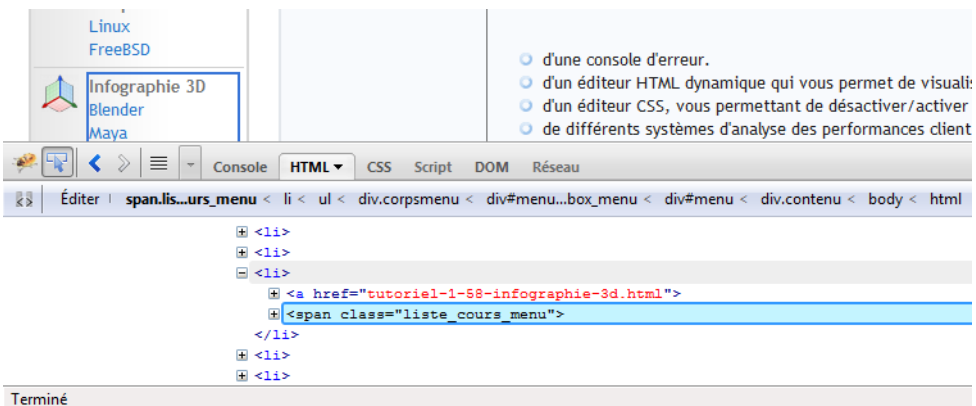 Linux
FreeBSD
Infographie 3D
Blender
Maya
d'une console d'erreur.
d'un éditeur HTML dynamique qui vous permet de visualis
d'un éditeur CSS, vous permettant de désactiver/activer
de différents systèmes d'analyse des performances client
Console HTML CSS Script DOM Réseau
Éditer span.lis...urs_menu < li < ul < div.corpsmenu < div#menu...box_menu < div#menu < div.contenu < body < html
<li>
<li>
<li>
<a href="tutoriel-1-58-infographie-3d.html">
<span class="liste_cours_menu">
</li>
<li>
<li>
Terminé